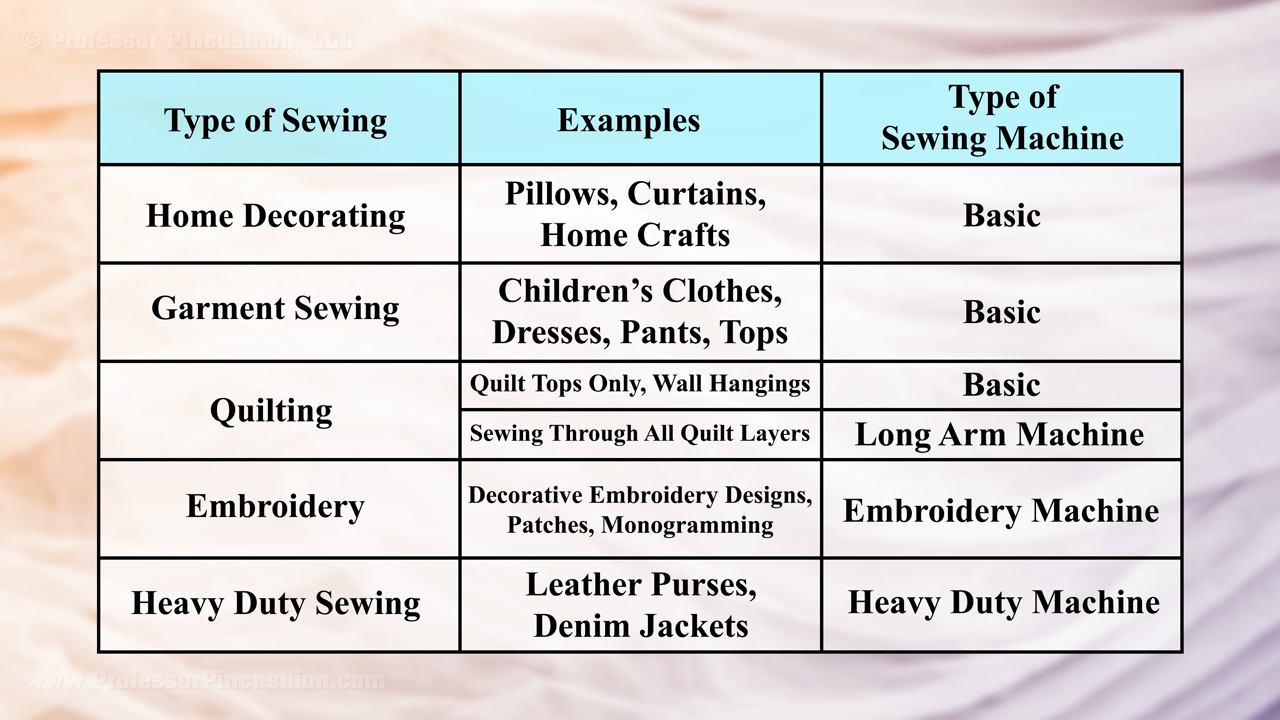 © Professor Pincushion, LLC
Type of Sewing
Examples
Type of
Sewing Machine
Home Decorating
Pillows, Curtains,
Home Crafts
Basic
Garment Sewing
Children’s Clothes,
Dresses, Pants, Tops
Basic
Quilting
Quilt Tops Only, Wall Hangings
Basic
Sewing Through All Quilt Layers
Long Arm Machine
Embroidery
Decorative Embroidery Designs,
Patches, Monogramming
Embroidery Machine
Heavy Duty Sewing
Leather Purses,
Denim Jackets
Heavy Duty Machine
www.ProfessorPincushion.com